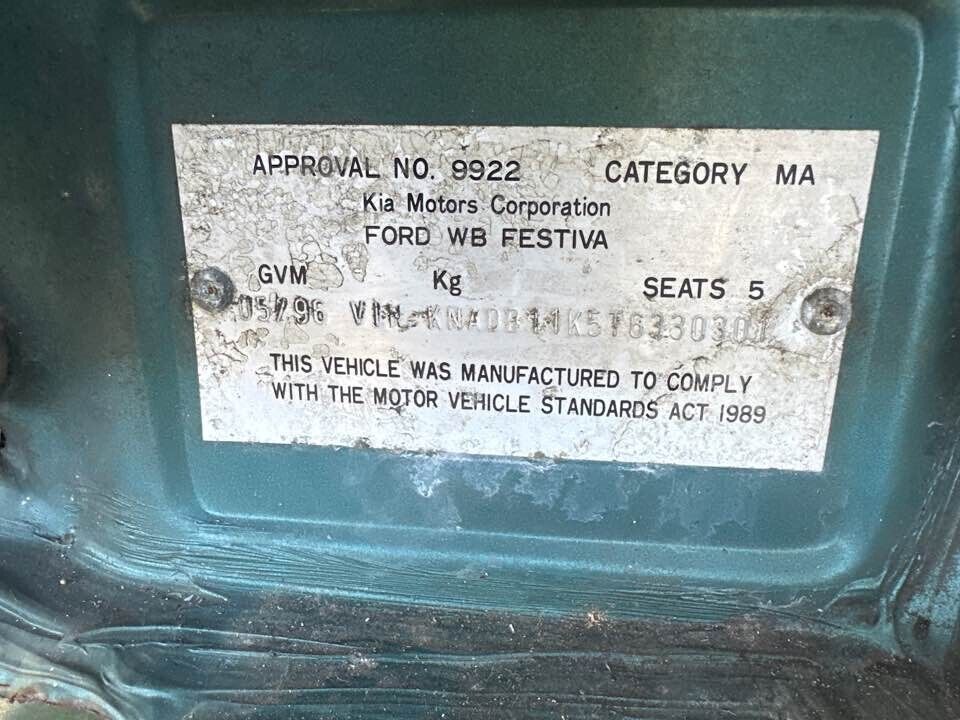 APPROVAL NO. 9922 CATEGORY MA
Kia Motors Corporation
FORD WB FESTIVA
GVM Kg SEATS 5
05/96 VIN
THIS VEHICLE WAS MANUFACTURED TO COMPLY
WITH THE MOTOR VEHICLE STANDARDS ACT 1989